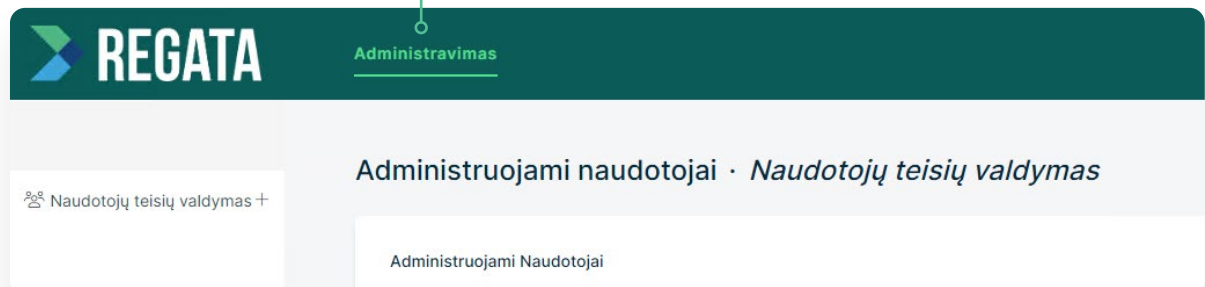 REGATA
Administravimas
Administruojami naudotojai · Naudotojų teisių valdymas
Naudotojų teisių valdymas +
Administruojami Naudotojai